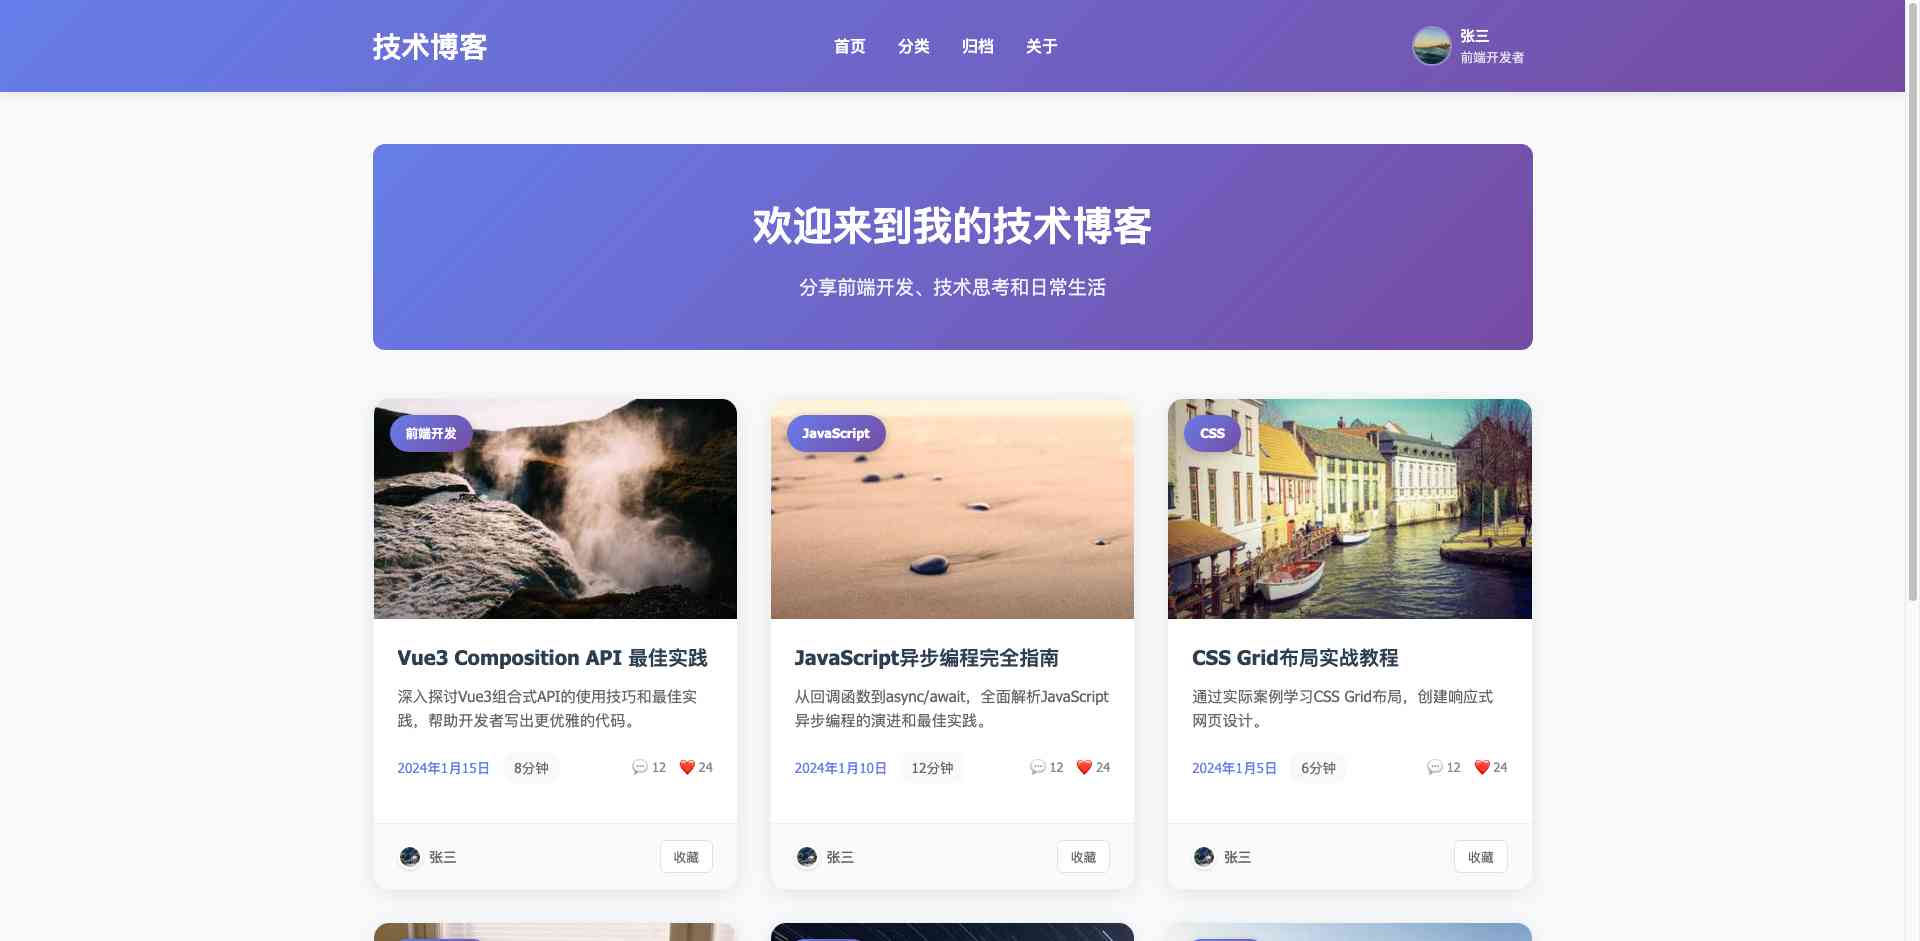 技术博客
首页 分类 归档 关于
张三
前端开发者
欢迎来到我的技术博客
分享前端开发、技术思考和日常生活
前端开发
Vue3 Composition API 最佳实践
深入探讨Vue3组合式API的使用技巧和最佳实
践，帮助开发者写出更优雅的代码。
2024年1月15日 8分钟 12 24
张三 收藏
JavaScript
JavaScript异步编程完全指南
从回调函数到async/await，全面解析JavaScript
异步编程的演进和最佳实践。
2024年1月10日 12分钟 12 24
张三 收藏
CSS
CSS Grid布局实战教程
通过实际案例学习CSS Grid布局，创建响应式
网页设计。
2024年1月5日 6分钟 12 24
张三 收藏